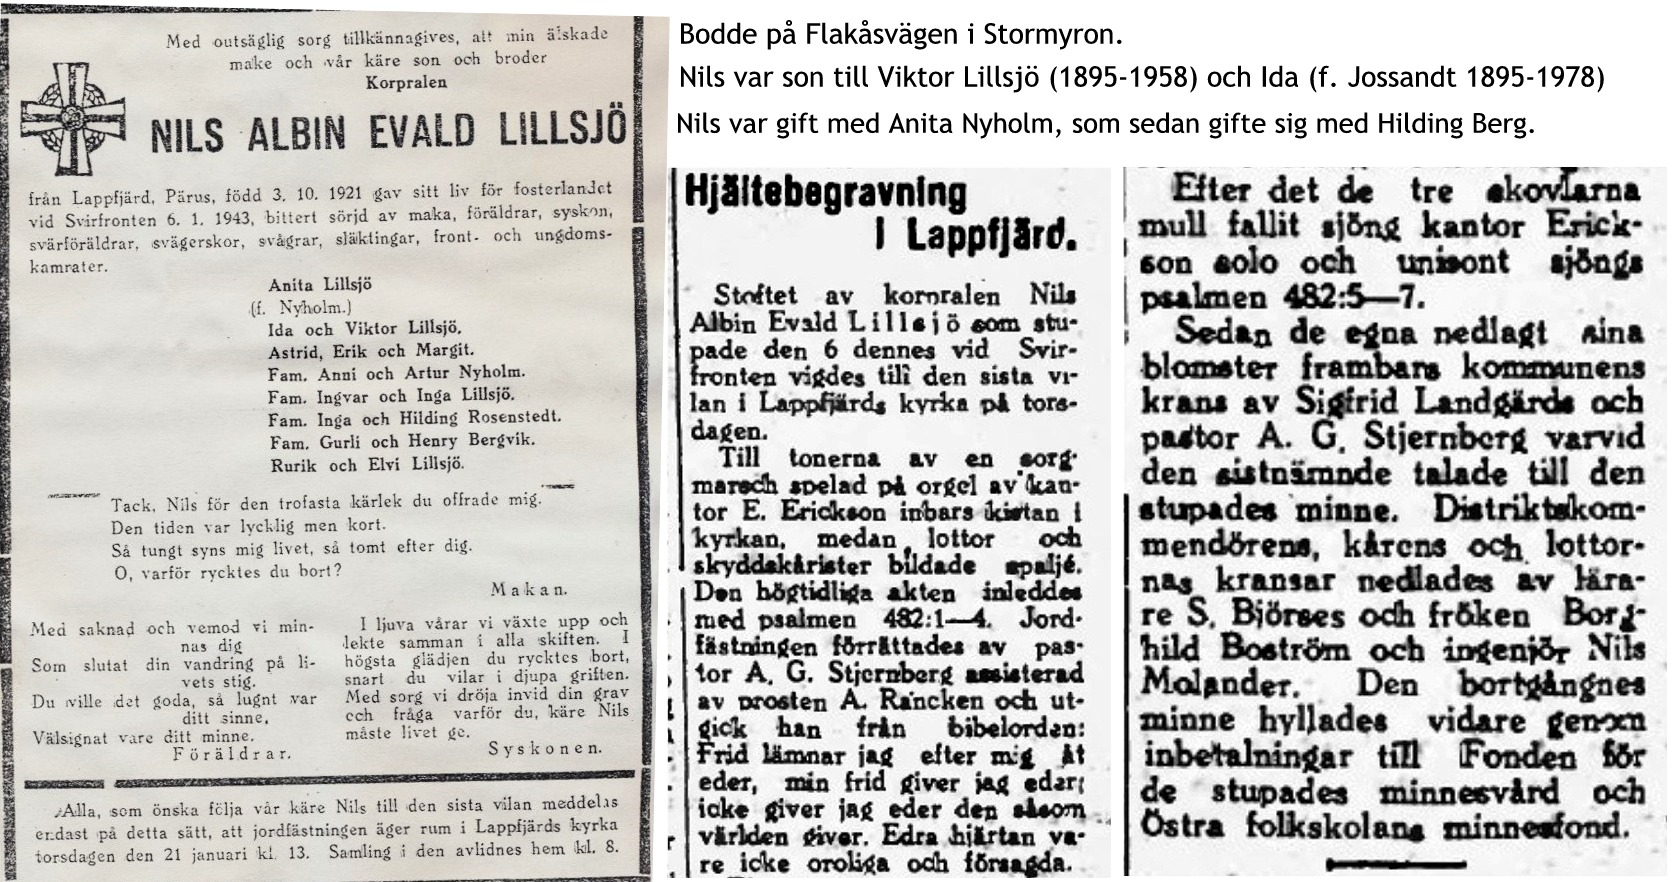 Med outsäglig sorg tillkännagives, att min älskade
make och vår käre son och broder
Korpralen
NILS ALBIN EVALD LILLSJÖ
från Lappfjärd, Pärus, född 3. 10. 1921 gav sitt liv för fosterlandet
vid Svirfronten 6. 1. 1943, bittert sörjd av maka, föräldrar, syskon,
svärföräldrar, svägerskor, svågrar, släktingar, front- och ungdoms-
kamrater.
Anita Lillsjö
(f. Nyholm.)
Ida och Viktor Lillsjö.
Astrid, Erik och Margit.
Fam. Anni och Artur Nyholm.
Fam. Ingvar och Inga Lillsjö.
Fam. Inga och Hilding Rosenstedt.
Fam. Gurli och Henry Bergvik.
Rurik och Elvi Lillsjö.
Tack, Nils för den trofasta kärlek du offrade mig.
Den tiden var lycklig men kort.
Så tungt syns mig livet, så tomt efter dig.
O, varför rycktes du bort?
Makan.
Med saknad och vemod vi min-
nas dig
Som slutat din vandring på li-
vets stig.
Du ville det goda, så lugnt var
ditt sinne,
Välsignat vare ditt minne.
Föräldrar.
I ljuva vårar vi växte upp och
lekte samman i alla skiften. I
högsta glädjen du rycktes bort,
snart du vilar i djupa griften.
Med sorg vi dröja invid din grav
och fråga varför du, käre Nils
måste livet ge.
Syskonen.
Alla, som önska följa vår käre Nils till den sista vilan meddelas
endast på detta sätt, att jordfästningen äger rum i Lappfjärds kyrka
torsdagen den 21 januari kl. 13. Samling i den avlidnes hem kl. 8.
Bodde på Flakåsvägen i Stormyron.
Nils var son till Viktor Lillsjö (1895-1958) och Ida (f. Jossandt 1895-1978)
Nils var gift med Anita Nyholm, som sedan gifte sig med Hilding Berg.
Hjältebegravning
i Lappfjärd.
Stoftet av korpralen Nils
Albin Evald Lillsjö som stu-
pade den 6 dennes vid Svir-
fronten vigdes till den sista vi-
lan i Lappfjärds kyrka på tors-
dagen.
Till tonerna av en sorg-
marsch spelad på orgel av kan-
tor E. Erickson inbars kistan i
kyrkan, medan lottor och
skyddskårister bildade spaljé.
Den högtidliga akten inleddes
med psalmen 482:1—4. Jord-
fästningen förrättades av pas-
tor A. G. Stjernberg assisterad
av prosten A. Rancken och ut-
gick han från bibelorden:
Frid lämnar jag efter mig åt
eder, min frid giver jag eder;
icke giver jag eder den såsom
världen giver. Edra hjärtan va-
re icke oroliga och försagda.
Efter det de tre skovlarna
mull fallit sjöng kantor Erick-
son solo och unisont sjöngs
psalmen 482:5—7.
Sedan de egna nedlagt sina
blomster frambars kommunens
krans av Sigfrid Landgärds och
pastor A. G. Stjernberg varvid
den sistnämnde talade till den
stupades minne. Distriktskom-
mendörens, kårens och lottor-
nas kransar nedlades av lära-
re S. Björses och fröken Borg-
hild Boström och ingenjör Nils
Molander. Den bortgångnes
minne hyllades vidare genom
inbetalningar till Fonden för
de stupades minnesvård och
Östra folkskolans minnesfond.